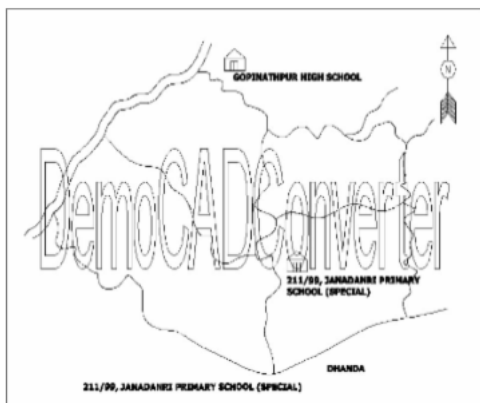 GOPINATHPUR HIGH SCHOOL
N
DemoCADConverter
211/99, JANADANRI PRIMARY
SCHOOL (SPECIAL)
DHANDA
211/99, JANADANRI PRIMARY SCHOOL (SPECIAL)